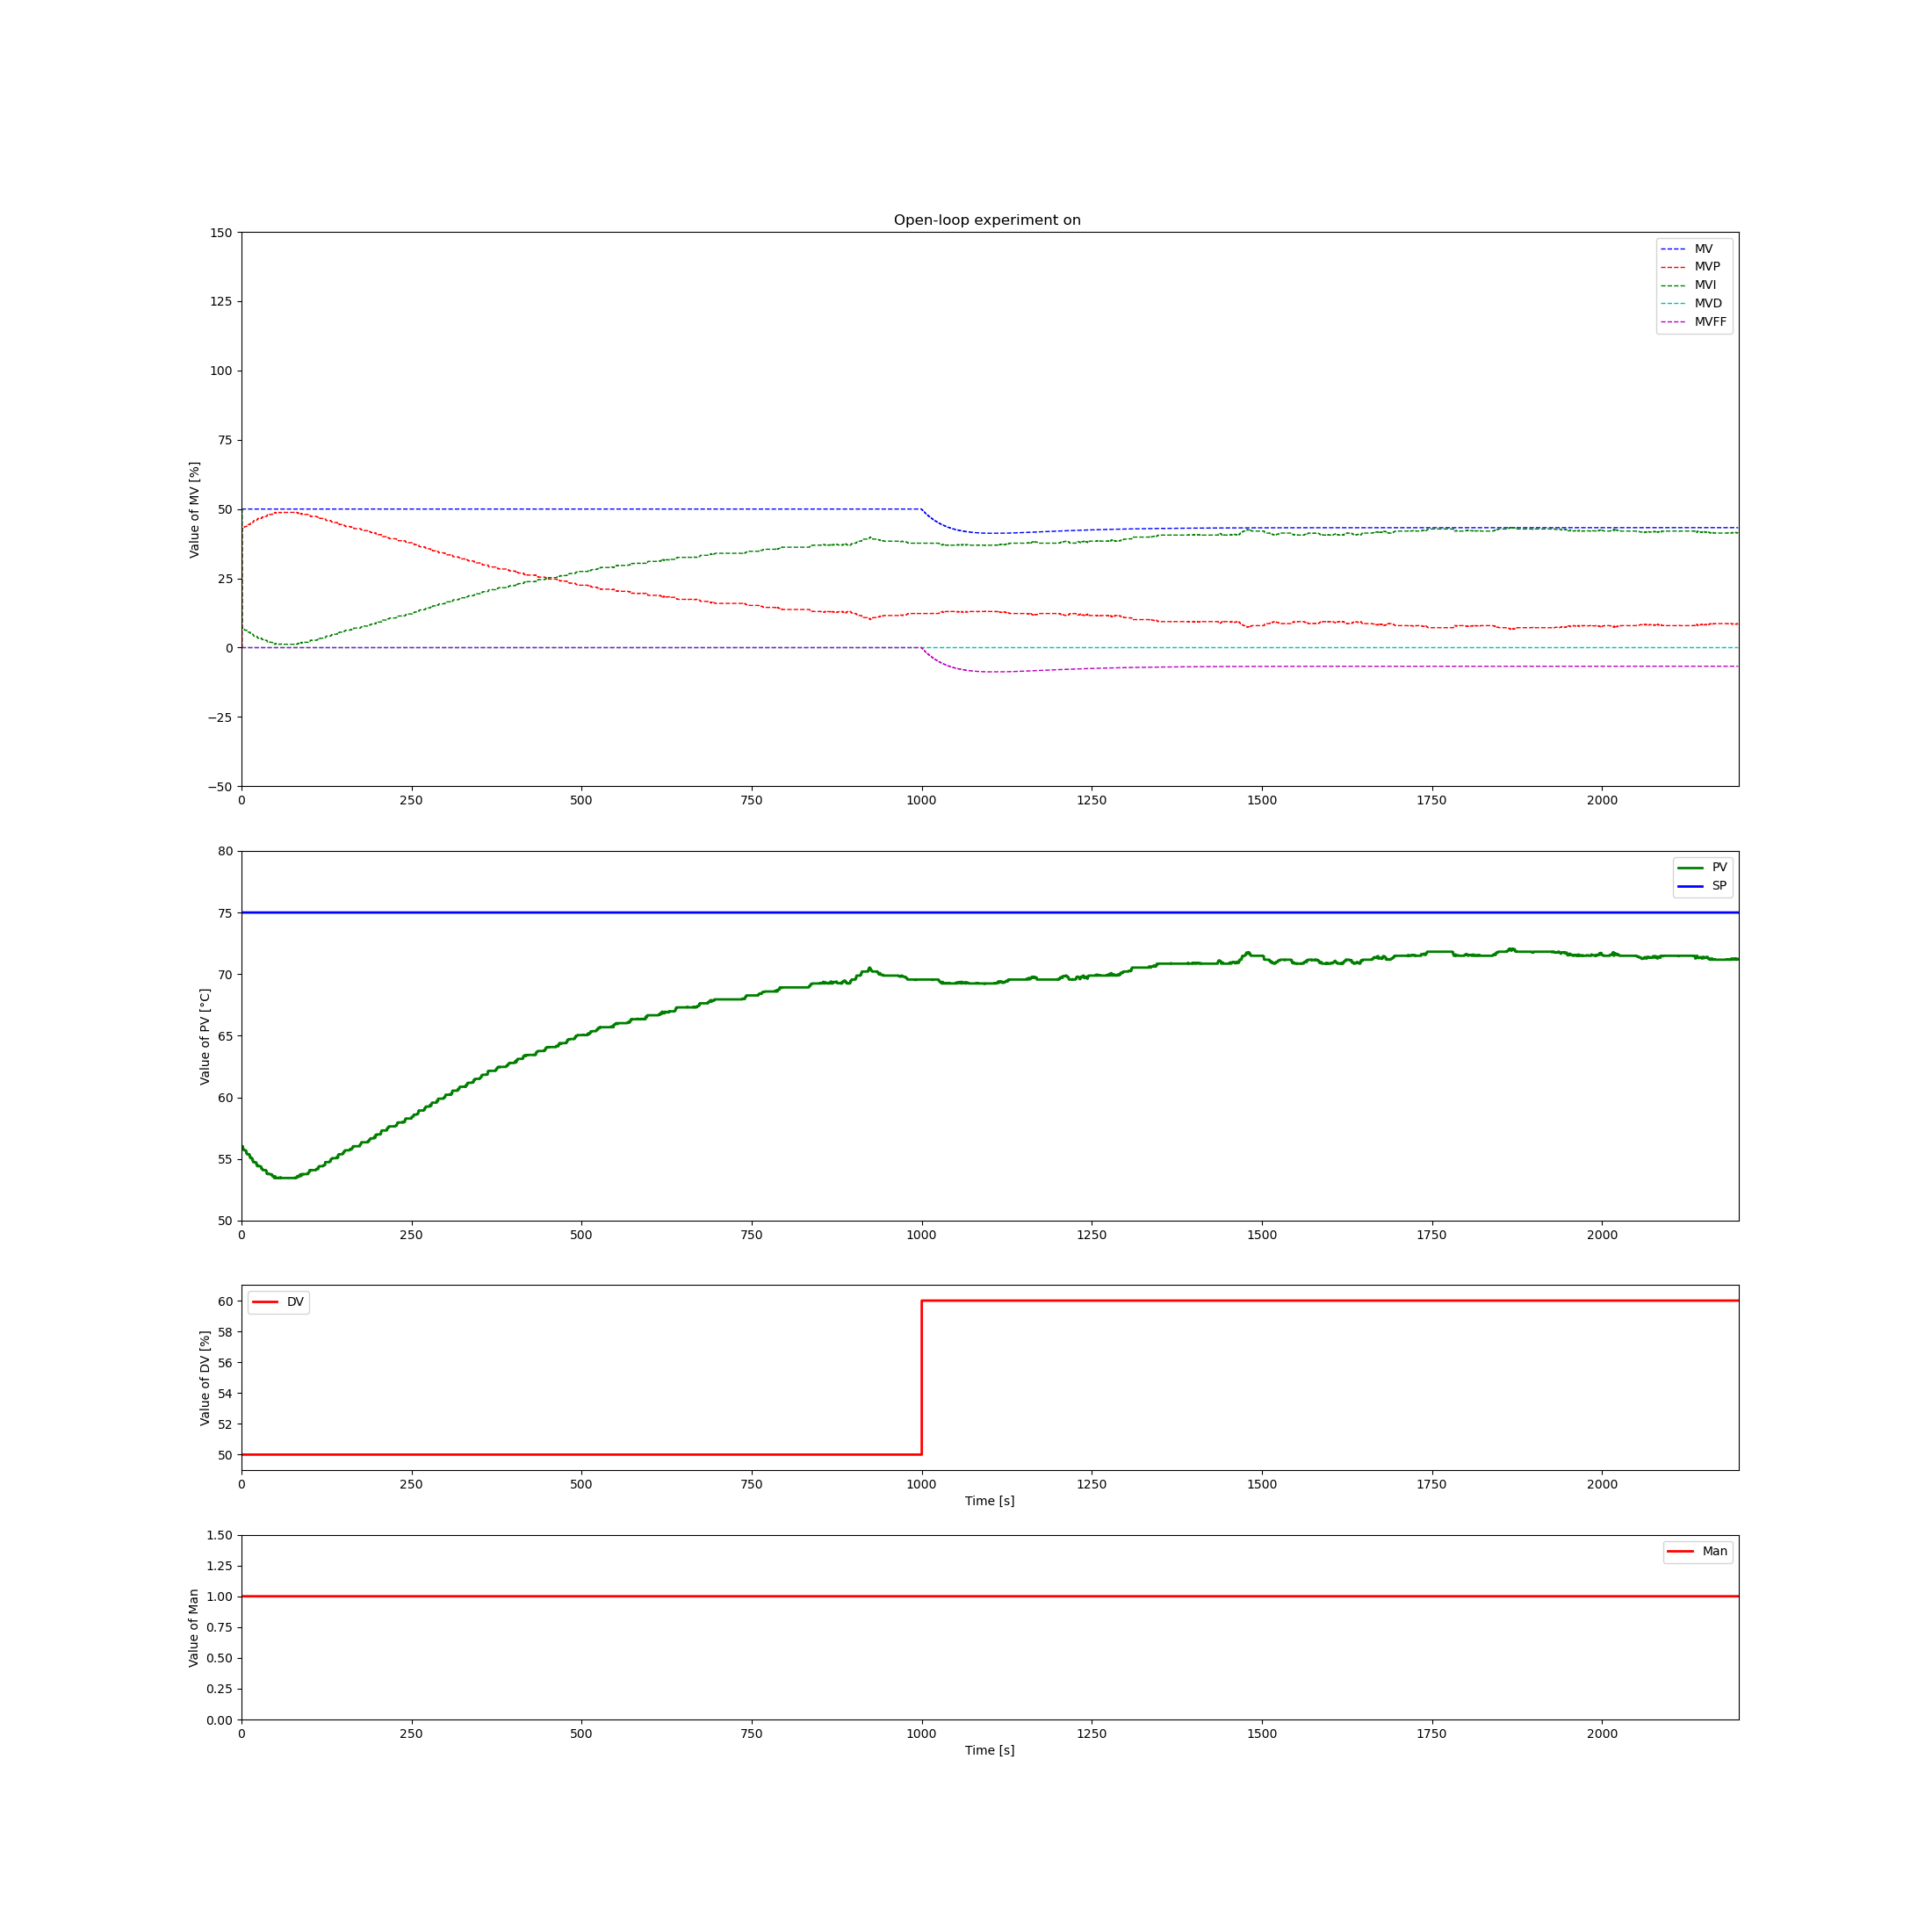 Open-loop experiment on
Value of MV [%]
150
125
100
75
50
25
0
−25
−50
MV
MVP
MVI
MVD
MVFF
0 250 500 750 1000 1250 1500 1750 2000
Value of PV [°C]
80
75
70
65
60
55
50
PV
SP
0 250 500 750 1000 1250 1500 1750 2000
Value of DV [%]
60
58
56
54
52
50
DV
0 250 500 750 1000 1250 1500 1750 2000
Time [s]
Value of Man
1.50
1.25
1.00
0.75
0.50
0.25
0.00
Man
0 250 500 750 1000 1250 1500 1750 2000
Time [s]